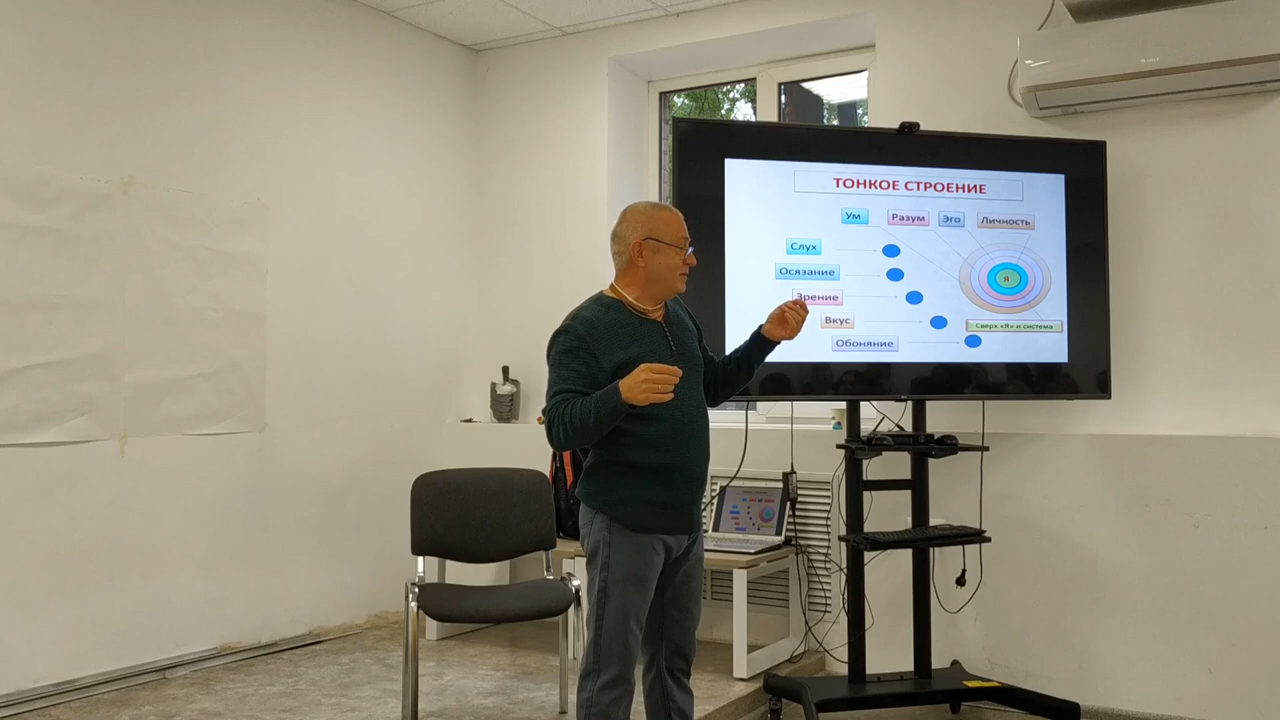 ТОНКОЕ СТРОЕНИЕ
Ум Разум Эго Личность
Слух
Осязание
Я
Зрение
Вкус
Сверх «Я» и система
Обоняние